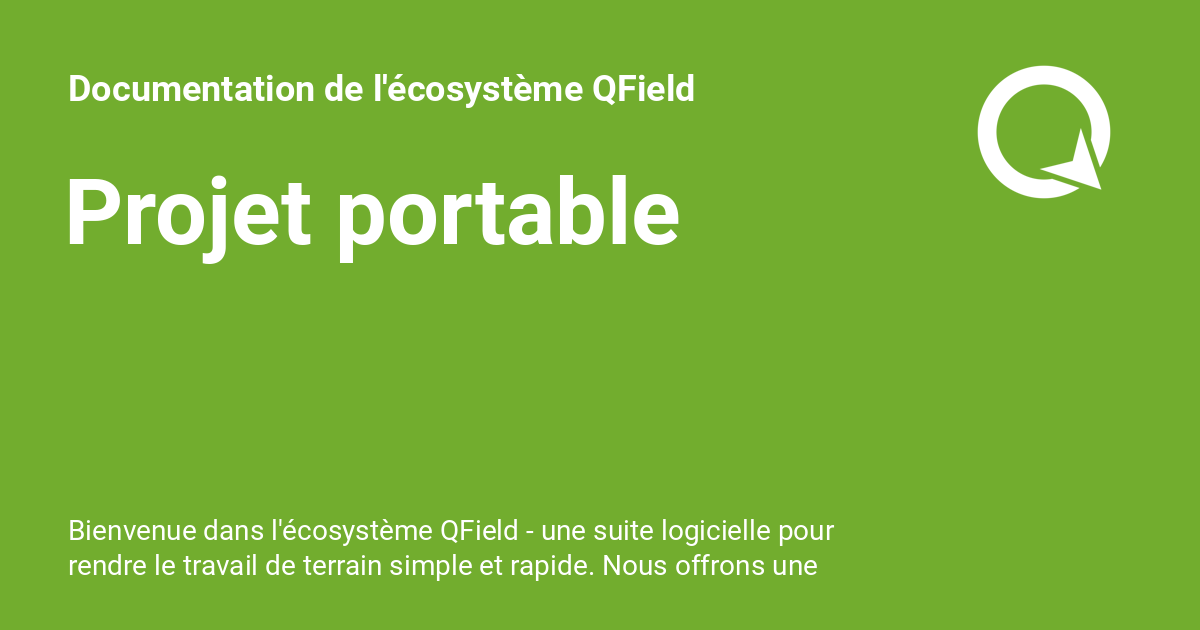 Documentation de l'écosystème QField
Projet portable
Bienvenue dans l'écosystème QField - une suite logicielle pour
rendre le travail de terrain simple et rapide. Nous offrons une